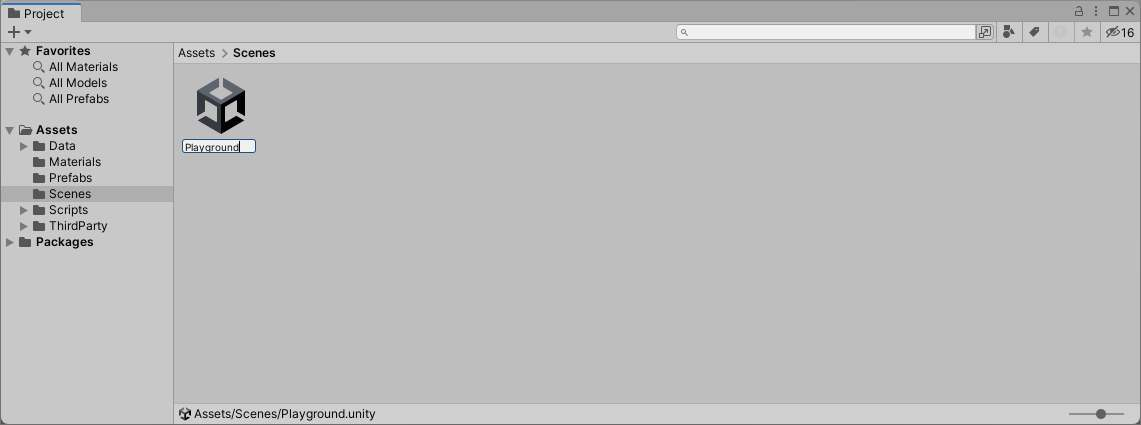 Project
16
Favorites
All Materials
All Models
All Prefabs
Assets
Data
Materials
Prefabs
Scenes
Scripts
ThirdParty
Packages
Assets > Scenes
Playground
Assets/Scenes/Playground.unity